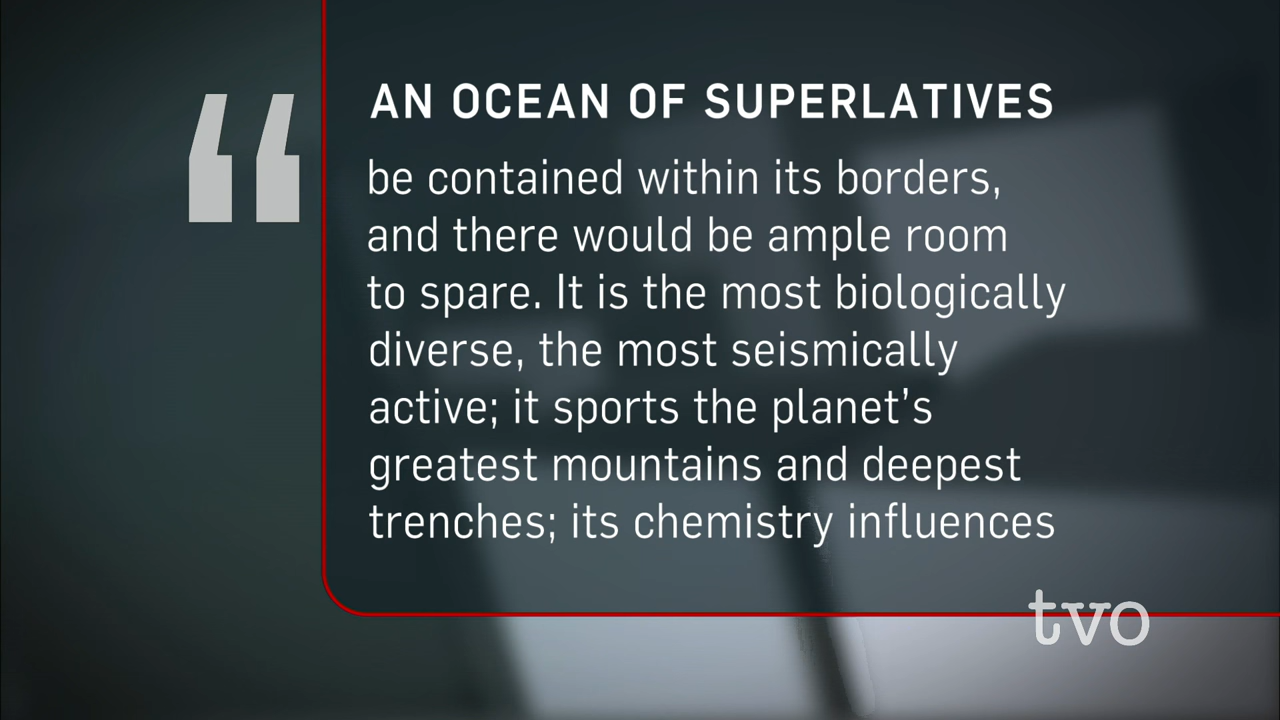 “
AN OCEAN OF SUPERLATIVES
be contained within its borders,
and there would be ample room
to spare. It is the most biologically
diverse, the most seismically
active; it sports the planet’s
greatest mountains and deepest
trenches; its chemistry influences
tvo